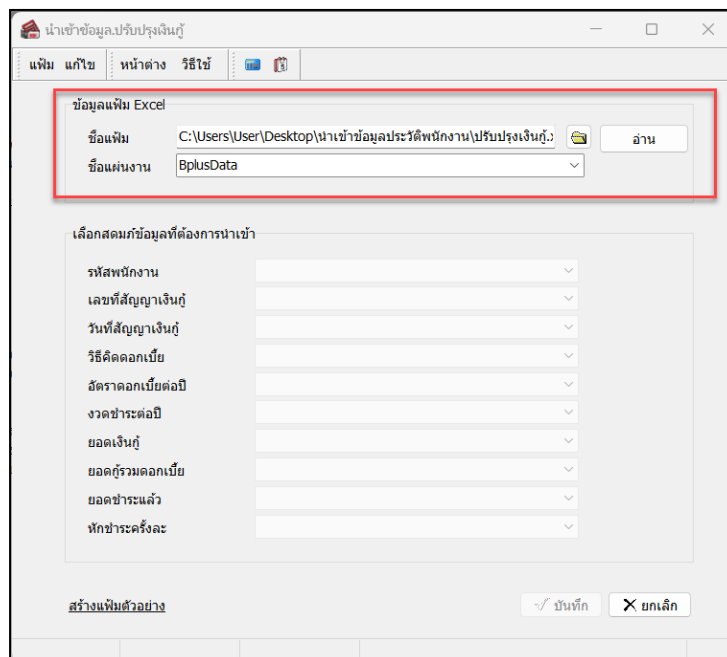 นำเข้าข้อมูล.ปรับปรุงเงินกู้
แฟ้ม แก้ไข หน้าต่าง วิธีใช้
ข้อมูลแฟ้ม Excel
ชื่อแฟ้ม C:\Users\User\Desktop\นำเข้าข้อมูลประวัติพนักงาน\ปรับปรุงเงินกู้.x อ่าน
ชื่อแผ่นงาน BplusData
เลือกสดมภ์ข้อมูลที่ต้องการนำเข้า
รหัสพนักงาน
เลขที่สัญญาเงินกู้
วันที่สัญญาเงินกู้
วิธีคิดดอกเบี้ย
อัตราดอกเบี้ยต่อปี
งวดชำระต่อปี
ยอดเงินกู้
ยอดกู้รวมดอกเบี้ย
ยอดชำระแล้ว
หักชำระครั้งละ
สร้างแฟ้มตัวอย่าง บันทึก ยกเลิก